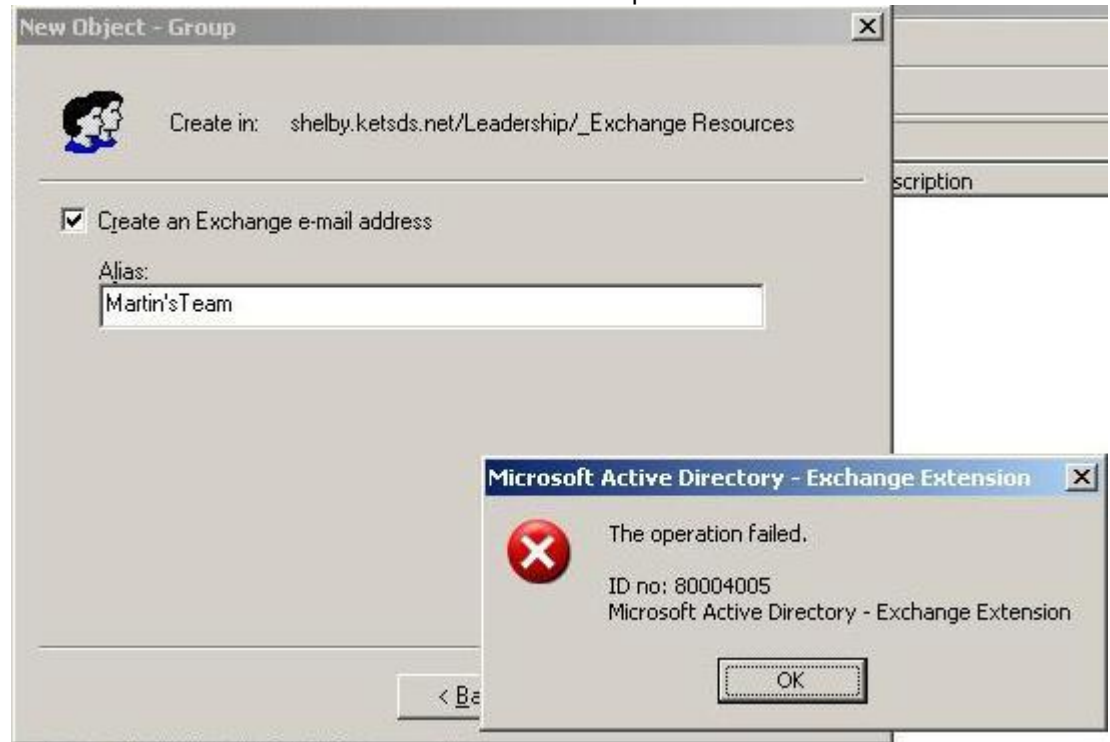 New Object - Group
Create in: shelby.ketsds.net/Leadership/_Exchange Resources
scription
Create an Exchange e-mail address
Alias:
Martin'sTeam
Microsoft Active Directory - Exchange Extension
The operation failed.
ID no: 80004005
Microsoft Active Directory - Exchange Extension
OK
< Ba